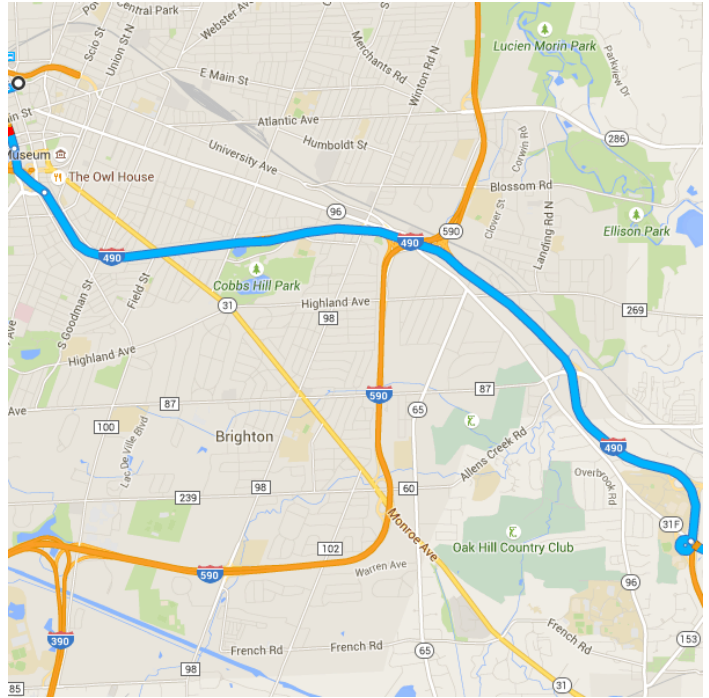 Po
Central Park
Scio St
Union St N
Webster Ave
Merchants Rd
Winton Rd N
Lucien Morin Park
Parkview Dr
E Main St
ain St
Atlantic Ave
Humboldt St
University Ave
286
Corwin Rd
Museum
The Owl House
Blossom Rd
Clover St
Landing Rd N
Ellison Park
96
590
490
490
Cobbs Hill Park
Field St
S Goodman St
31
98
Highland Ave
269
Highland Ave
Ave
87
590
87
100
65
Lac De Ville Blvd
Brighton
Allens Creek Rd
490
239
98
60
Overbrook Rd
Monroe Ave
31F
Oak Hill Country Club
102
590
Warren Ave
96
390
98
French Rd
65
French Rd
153
85
31